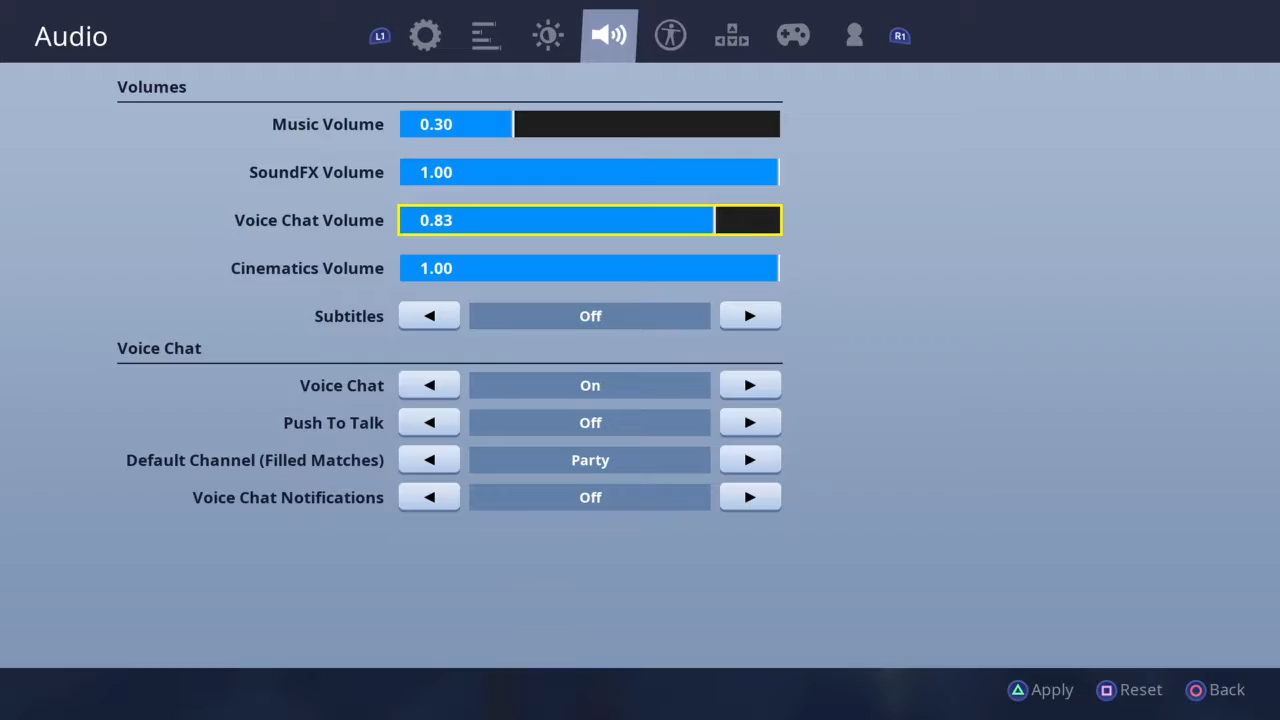 Audio
L1
R1
Volumes
Music Volume 0.30
SoundFX Volume 1.00
Voice Chat Volume 0.83
Cinematics Volume 1.00
Subtitles Off
Voice Chat
Voice Chat On
Push To Talk Off
Default Channel (Filled Matches) Party
Voice Chat Notifications Off
Apply Reset Back